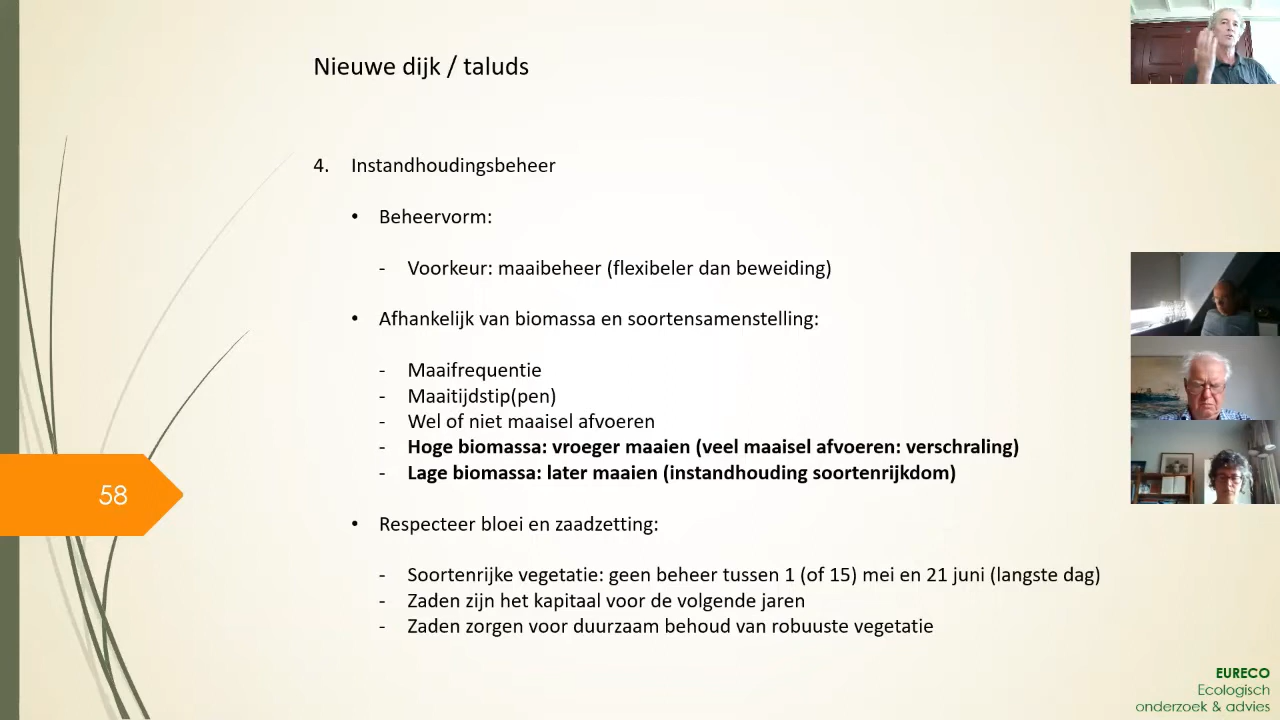 Nieuwe dijk / taluds
4. Instandhoudingsbeheer
• Beheervorm:
- Voorkeur: maaibeheer (flexibeler dan beweiding)
• Afhankelijk van biomassa en soortensamenstelling:
- Maaifrequentie
- Maaitijdstip(pen)
- Wel of niet maaisel afvoeren
- Hoge biomassa: vroeger maaien (veel maaisel afvoeren: verschraling)
- Lage biomassa: later maaien (instandhouding soortenrijkdom)
58
• Respecteer bloei en zaadzetting:
- Soortenrijke vegetatie: geen beheer tussen 1 (of 15) mei en 21 juni (langste dag)
- Zaden zijn het kapitaal voor de volgende jaren
- Zaden zorgen voor duurzaam behoud van robuuste vegetatie
EURECO
Ecologisch
onderzoek & advies